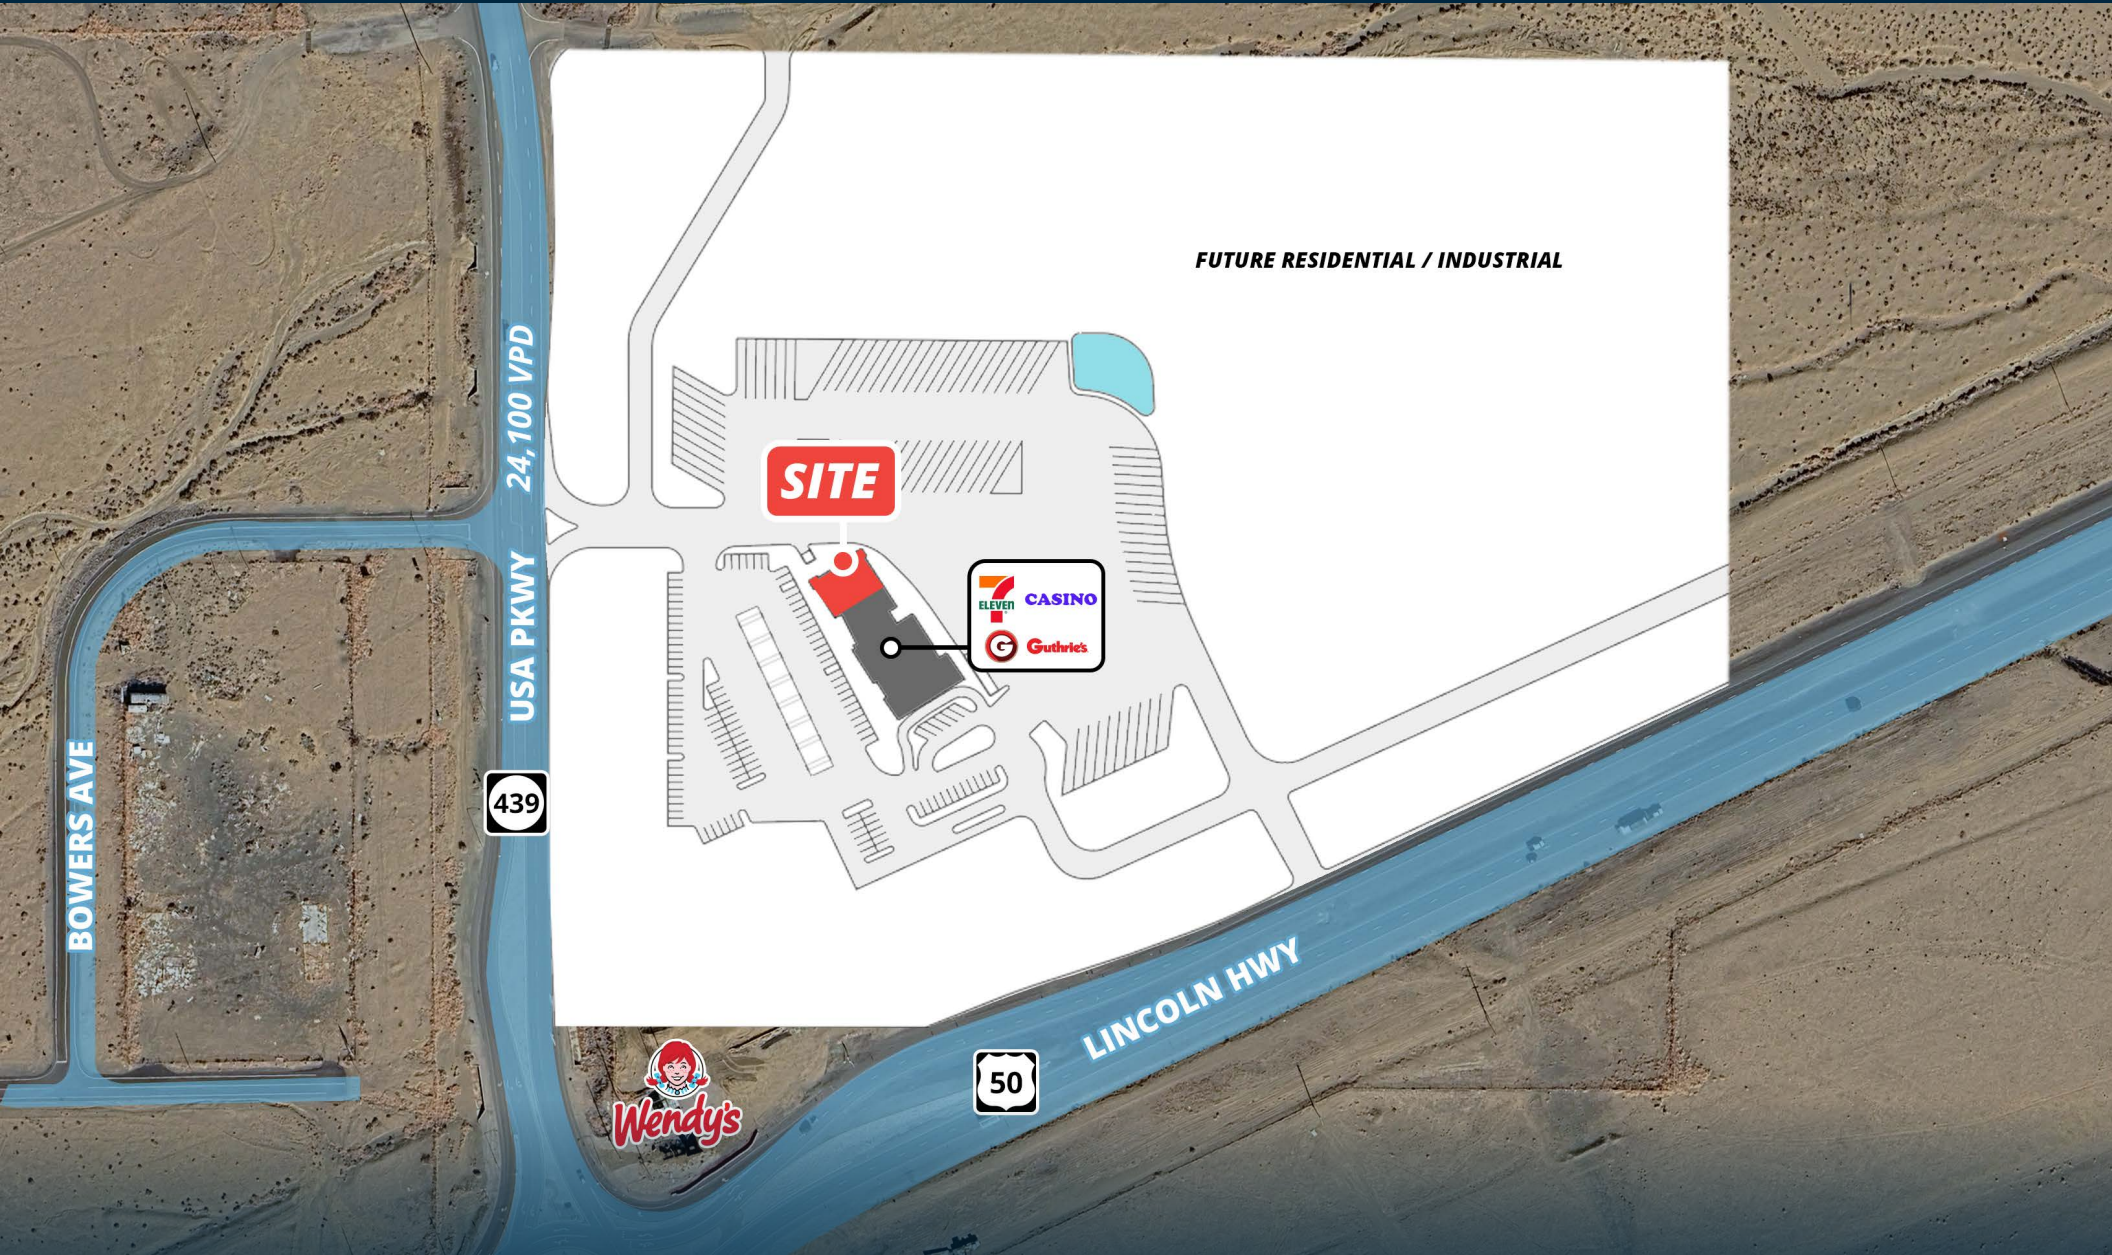 FUTURE RESIDENTIAL / INDUSTRIAL
24,100 VPD
SITE
7
ELEVEn
CASINO
G
Guthrie's
USA PKWY
BOWERS AVE
439
LINCOLN HWY
50
Wendy's